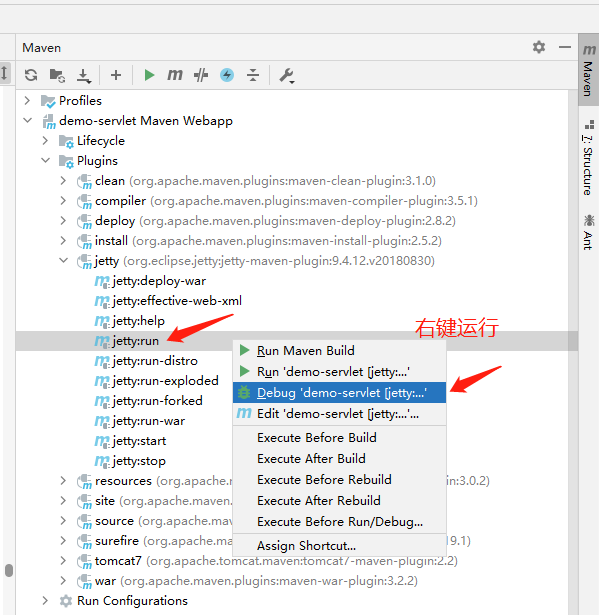 Maven
Profiles
demo-servlet Maven Webapp
Lifecycle
Plugins
clean (org.apache.maven.plugins:maven-clean-plugin:3.1.0)
compiler (org.apache.maven.plugins:maven-compiler-plugin:3.5.1)
deploy (org.apache.maven.plugins:maven-deploy-plugin:2.8.2)
install (org.apache.maven.plugins:maven-install-plugin:2.5.2)
jetty (org.eclipse.jetty:jetty-maven-plugin:9.4.12.v20180830)
jetty:deploy-war
jetty:effective-web-xml
jetty:help
右键运行
jetty:run
jetty:run-distro
jetty:run-exploded
jetty:run-forked
jetty:run-war
jetty:start
jetty:stop
Run Maven Build
Run 'demo-servlet [jetty:...'
Debug 'demo-servlet [jetty:...'
Edit 'demo-servlet [jetty:...'...
Execute Before Build
Execute After Build
Execute Before Rebuild
Execute After Rebuild
Execute Before Run/Debug...
Assign Shortcut...
resources (org.apache.maven :3.0.2)
site (org.apache.maven.
source (org.apache.maven
surefire (org.apache.mave 19.1)
tomcat7 (org.apache.tomcat.maven:tomcat7-maven-plugin:2.2)
war (org.apache.maven.plugins:maven-war-plugin:3.2.2)
Run Configurations
m Maven
7: Structure
Ant